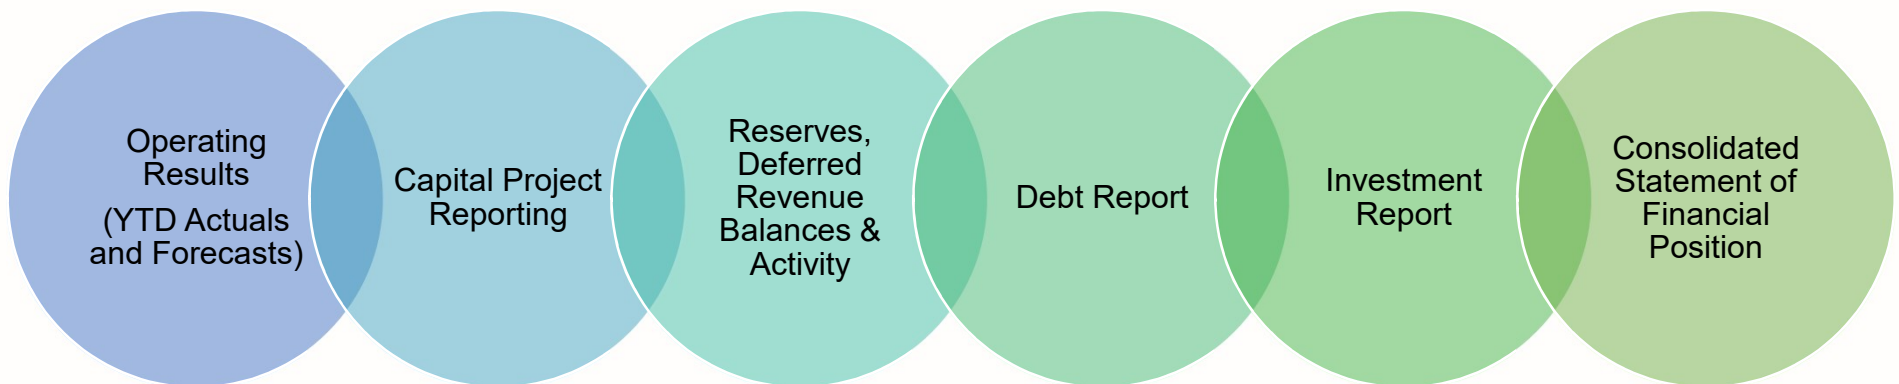 Operating
Results
(YTD Actuals
and Forecasts)
Capital Project
Reporting
Reserves,
Deferred
Revenue
Balances &
Activity
Debt Report
Investment
Report
Consolidated
Statement of
Financial
Position